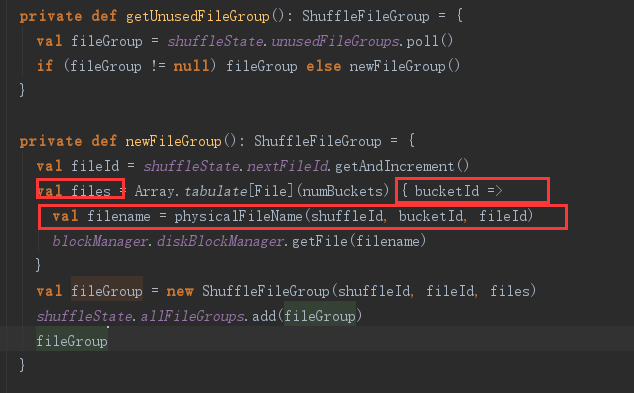 private def getUnusedFileGroup(): ShuffleFileGroup = {
val fileGroup = shuffleState.unusedFileGroups.poll()
if (fileGroup != null) fileGroup else newFileGroup()
}
private def newFileGroup(): ShuffleFileGroup = {
val fileId = shuffleState.nextFileId.getAndIncrement()
val files = Array.tabulate[File](numBuckets) { bucketId =>
val filename = physicalFileName(shuffleId, bucketId, fileId)
blockManager.diskBlockManager.getFile(filename)
}
val fileGroup = new ShuffleFileGroup(shuffleId, fileId, files)
shuffleState.allFileGroups.add(fileGroup)
fileGroup
}